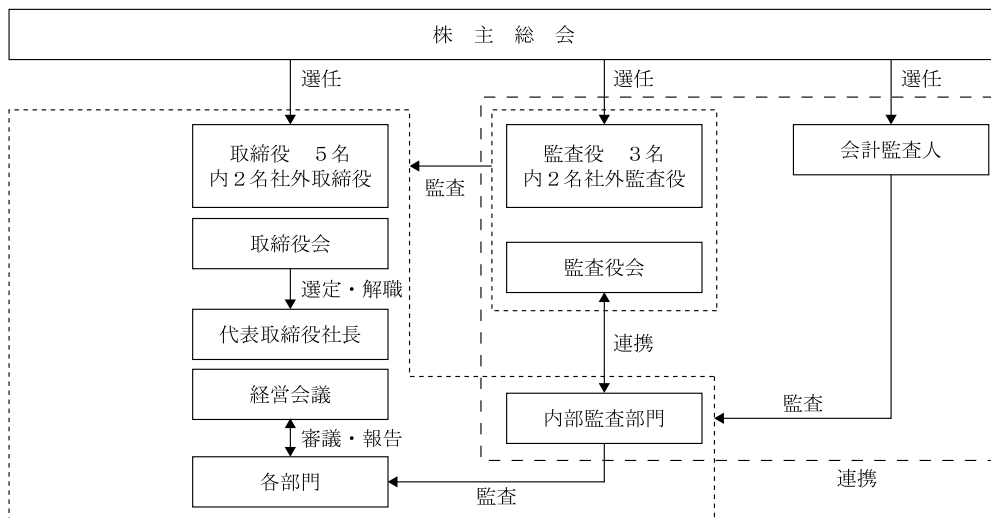 株 主 総 会
選任
選任
選任
取締役　５名
内２名社外取締役
監査
監査役　３名
内２名社外監査役
会計監査人
取締役会
監査役会
選定・解職
代表取締役社長
連携
経営会議
内部監査部門
監査
審議・報告
各部門
監査
連携